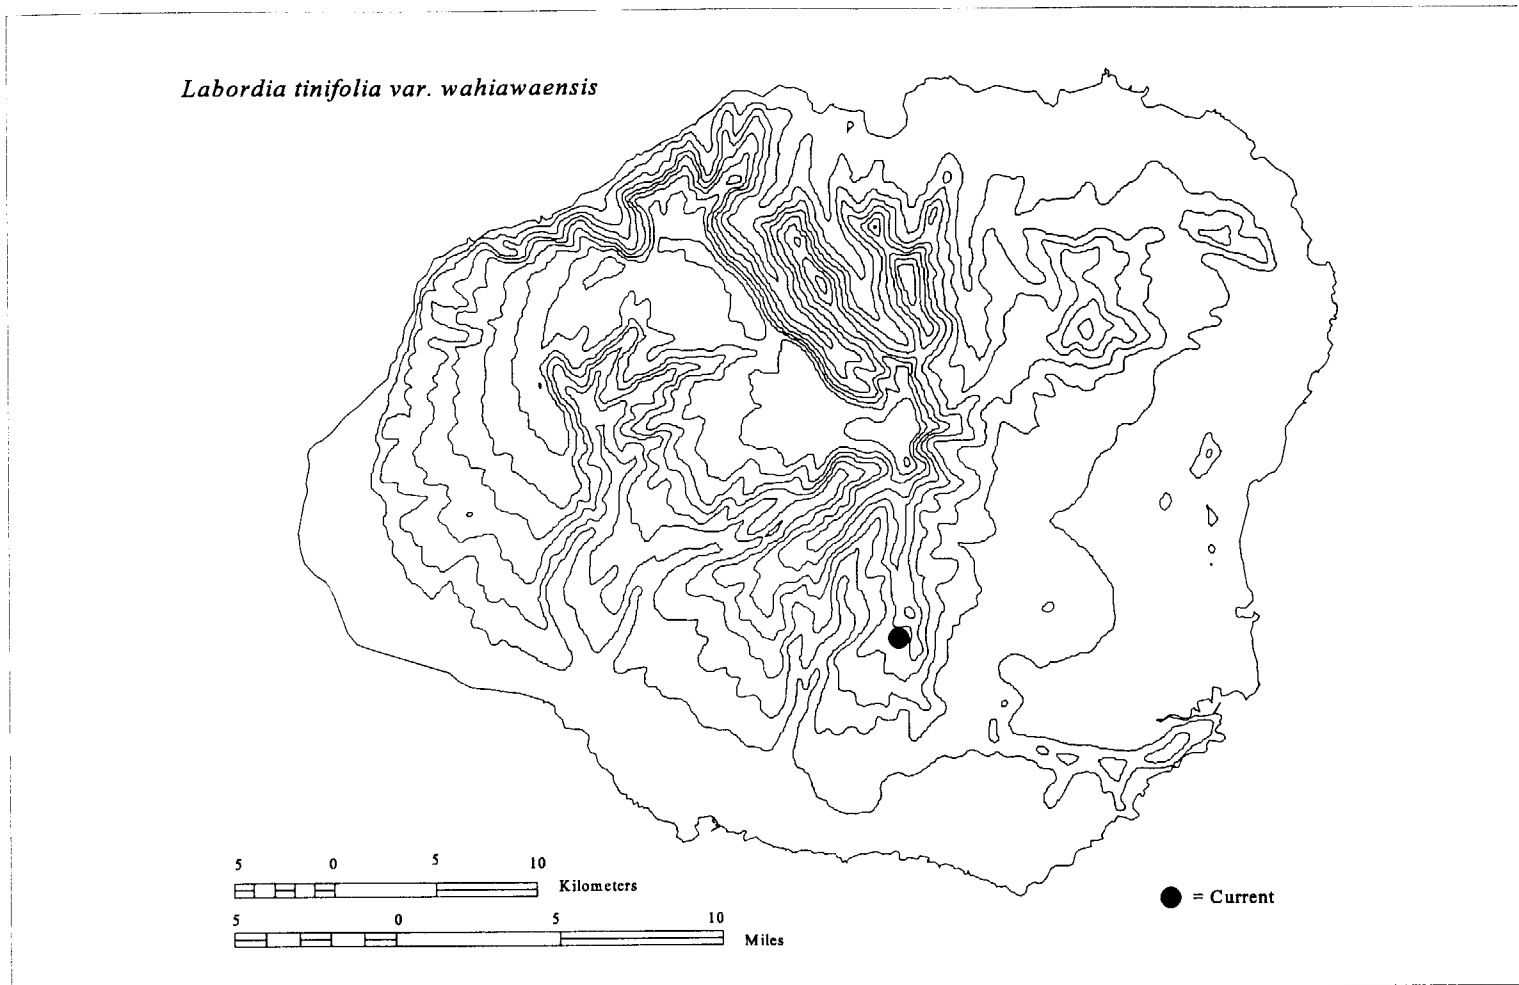 Labordia tinifolia var. wahiawaensis
5 0 5 10
Kilometers
5 0 5 10
Miles
= Current